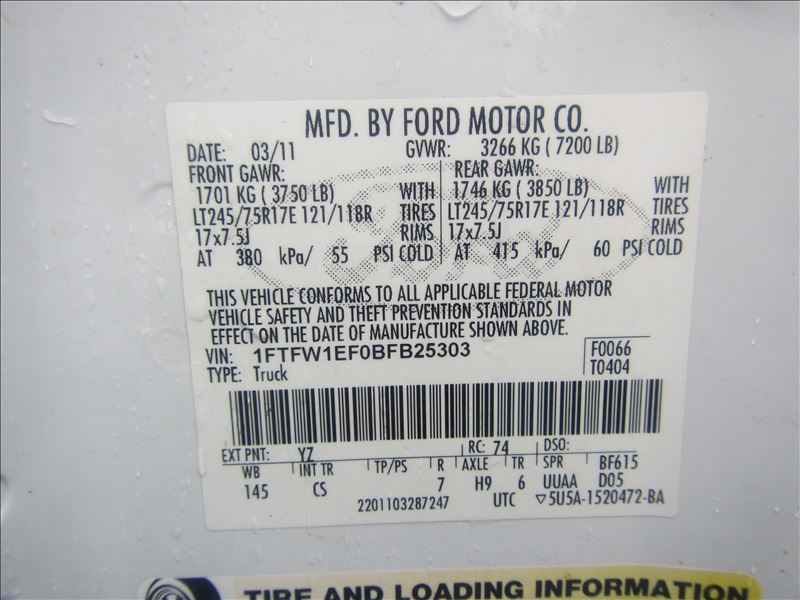 MFD. BY FORD MOTOR CO.
DATE: 03/11 GVWR: 3266 KG ( 7200 LB)
FRONT GAWR: REAR GAWR:
1701 KG ( 3750 LB) WITH 1746 KG ( 3850 LB) WITH
LT245/75R17E 121/118R TIRES LT245/75R17E 121/118R TIRES
17x7.5J RIMS 17x7.5J RIMS
AT 380 kPa/ 55 PSI COLD AT 415 kPa/ 60 PSI COLD
THIS VEHICLE CONFORMS TO ALL APPLICABLE FEDERAL MOTOR
VEHICLE SAFETY AND THEFT PREVENTION STANDARDS IN
EFFECT ON THE DATE OF MANUFACTURE SHOWN ABOVE.
VIN: 1FTFW1EF0BFB25303 F0066
TYPE: Truck T0404
EXT PNT: YZ RC: 74 DSO:
WB INT TR TP/PS R AXLE TR SPR BF615
145 CS 7 H9 6 UUAA D05
2201103287247 UTC ▽5U5A-1520472-BA
TIRE AND LOADING INFORMATION